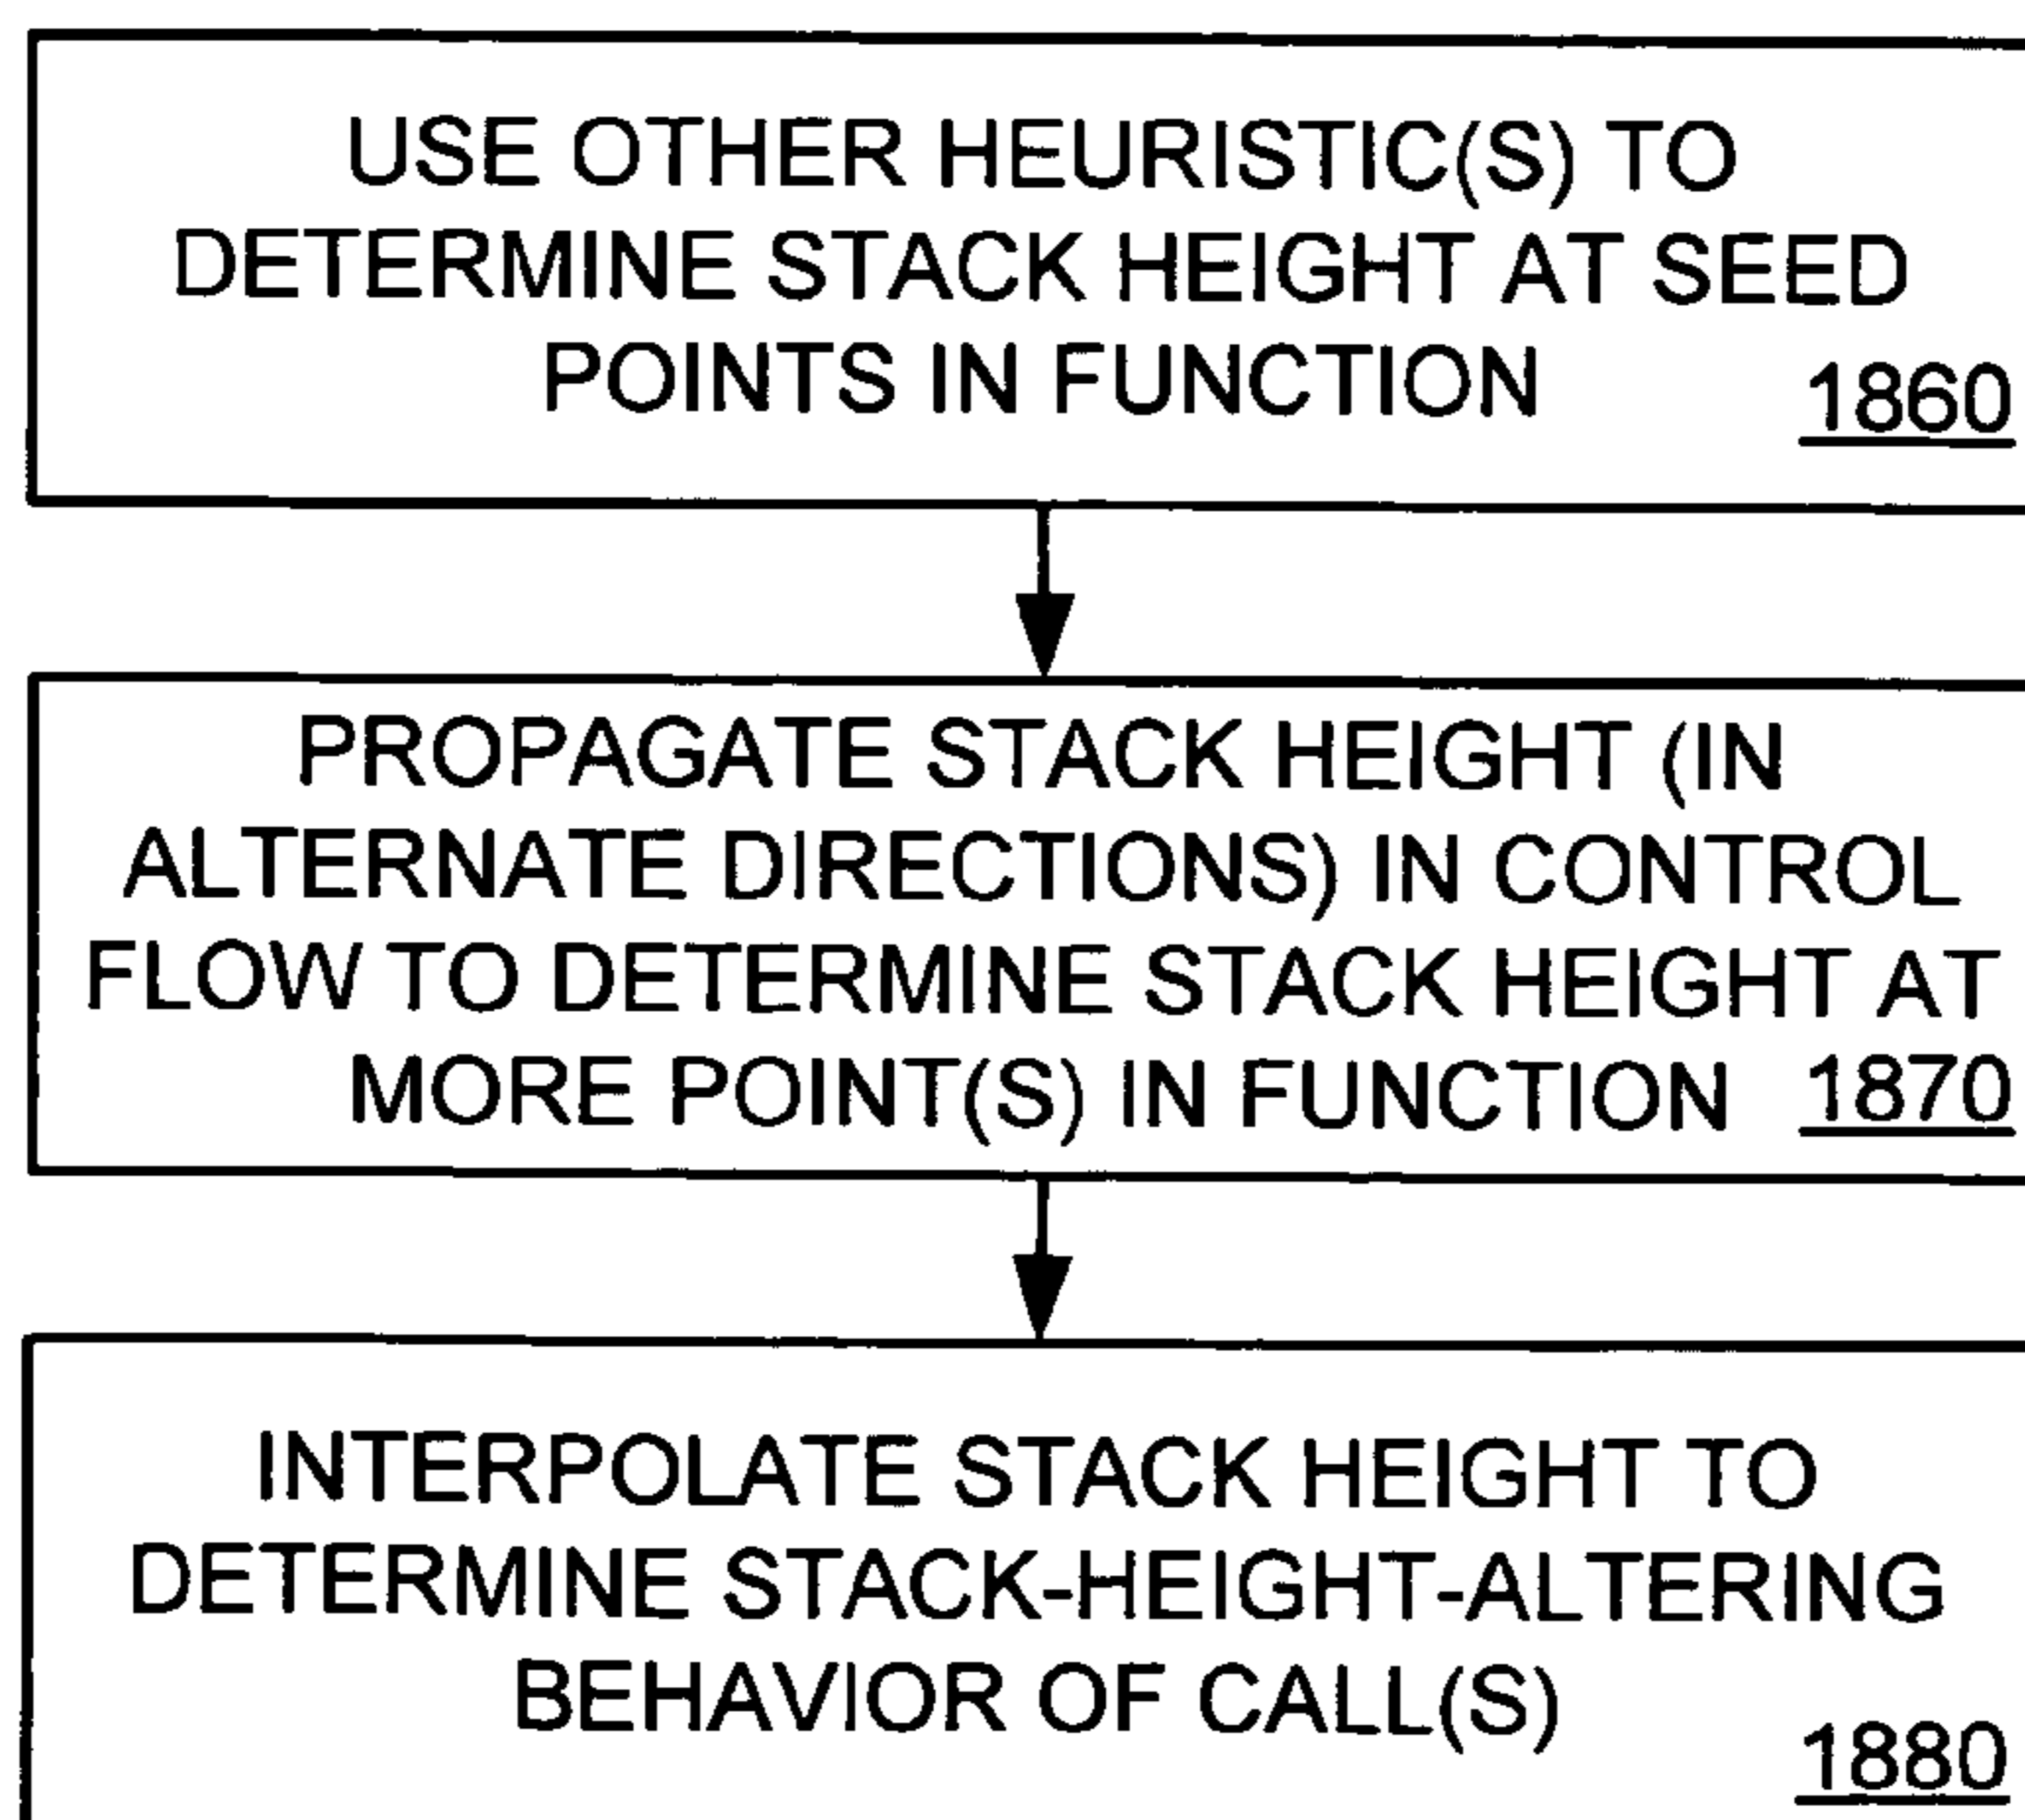 USE OTHER HEURISTIC(S) TO
DETERMINE STACK HEIGHT AT SEED
POINTS IN FUNCTION 1860
PROPAGATE STACK HEIGHT (IN
ALTERNATE DIRECTIONS) IN CONTROL
FLOW TO DETERMINE STACK HEIGHT AT
MORE POINT(S) IN FUNCTION 1870
INTERPOLATE STACK HEIGHT TO
DETERMINE STACK-HEIGHT-ALTERING
BEHAVIOR OF CALL(S)
1880